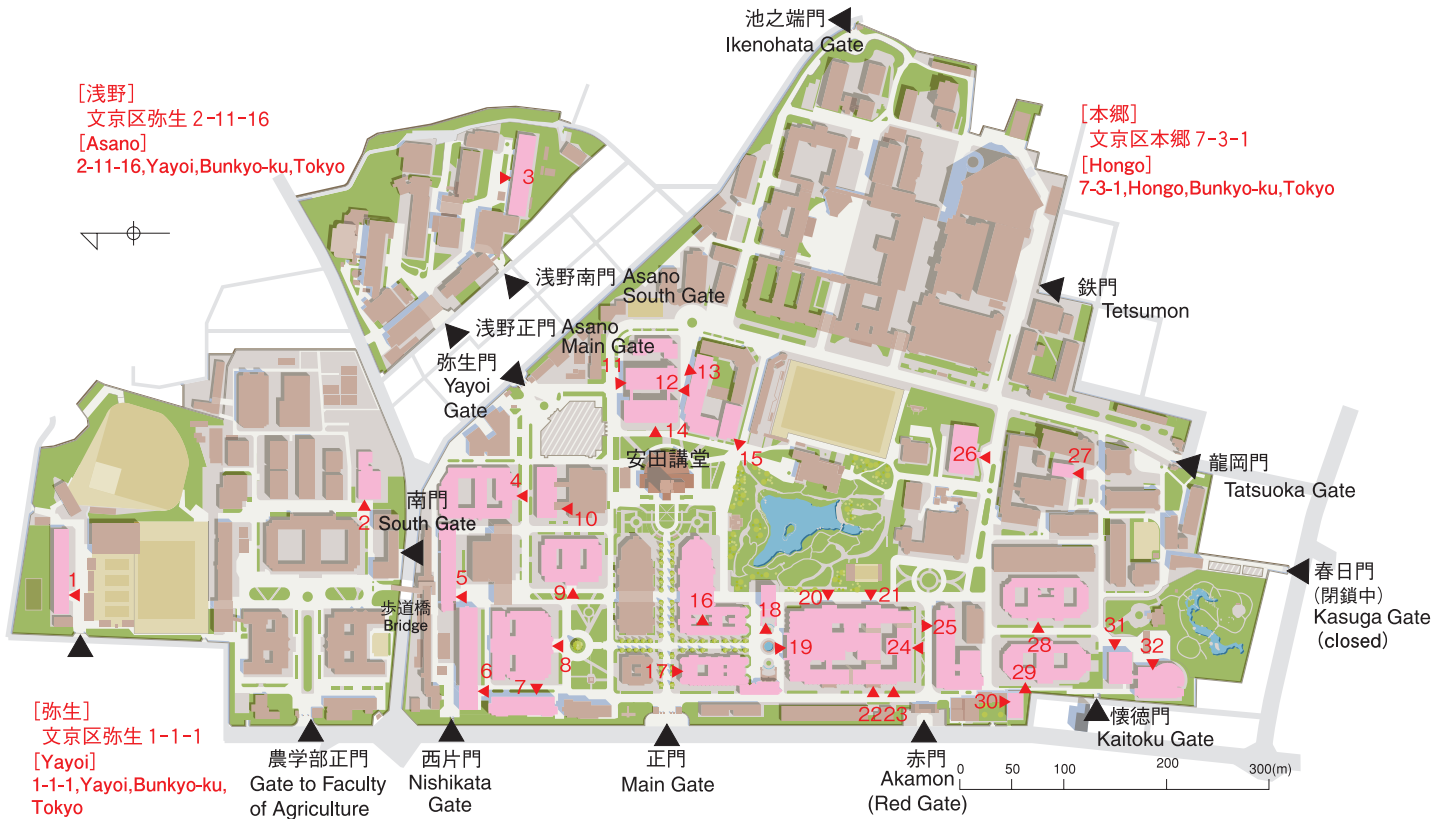 池之端門
Ikenohata Gate
[浅野]
文京区弥生 2-11-16
[Asano]
2-11-16,Yayoi,Bunkyo-ku,Tokyo
[本郷]
文京区本郷 7-3-1
[Hongo]
7-3-1,Hongo,Bunkyo-ku,Tokyo
3
浅野南門 Asano
South Gate
鉄門
Tetsumon
浅野正門 Asano
Main Gate
弥生門
Yayoi
Gate
11
12
13
14
15
安田講堂
26
27
龍岡門
Tatsuoka Gate
南門
South Gate
2
4
10
1
5
9
歩道橋
Bridge
春日門
(閉鎖中)
Kasuga Gate
(closed)
16
18
20
21
6
7
8
17
19
24
25
28
31
32
22
23
29
30
[弥生]
文京区弥生 1-1-1
[Yayoi]
1-1-1,Yayoi,Bunkyo-ku,
Tokyo
農学部正門
Gate to Faculty
of Agriculture
西片門
Nishikata
Gate
正門
Main Gate
赤門
Akamon
(Red Gate)
懐徳門
Kaitoku Gate
0 50 100 200 300(m)